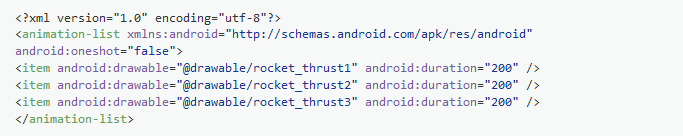 <?xml version="1.0" encoding="utf-8"?>
<animation-list xmlns:android="http://schemas.android.com/apk/res/android"
android:oneshot="false">
<item android:drawable="@drawable/rocket_thrust1" android:duration="200" />
<item android:drawable="@drawable/rocket_thrust2" android:duration="200" />
<item android:drawable="@drawable/rocket_thrust3" android:duration="200" />
</animation-list>